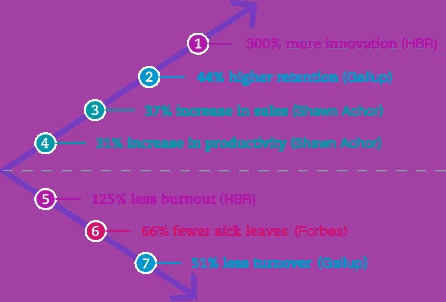 1 300% more innovation (HBR)
2 44% higher retention (Gallup)
3 37% increase in sales (Shawn Achor)
4 31% increase in productivity (Shawn Achor)
5 125% less burnout (HBR)
6 66% fewer sick leaves (Forbes)
7 51% less turnover (Gallup)